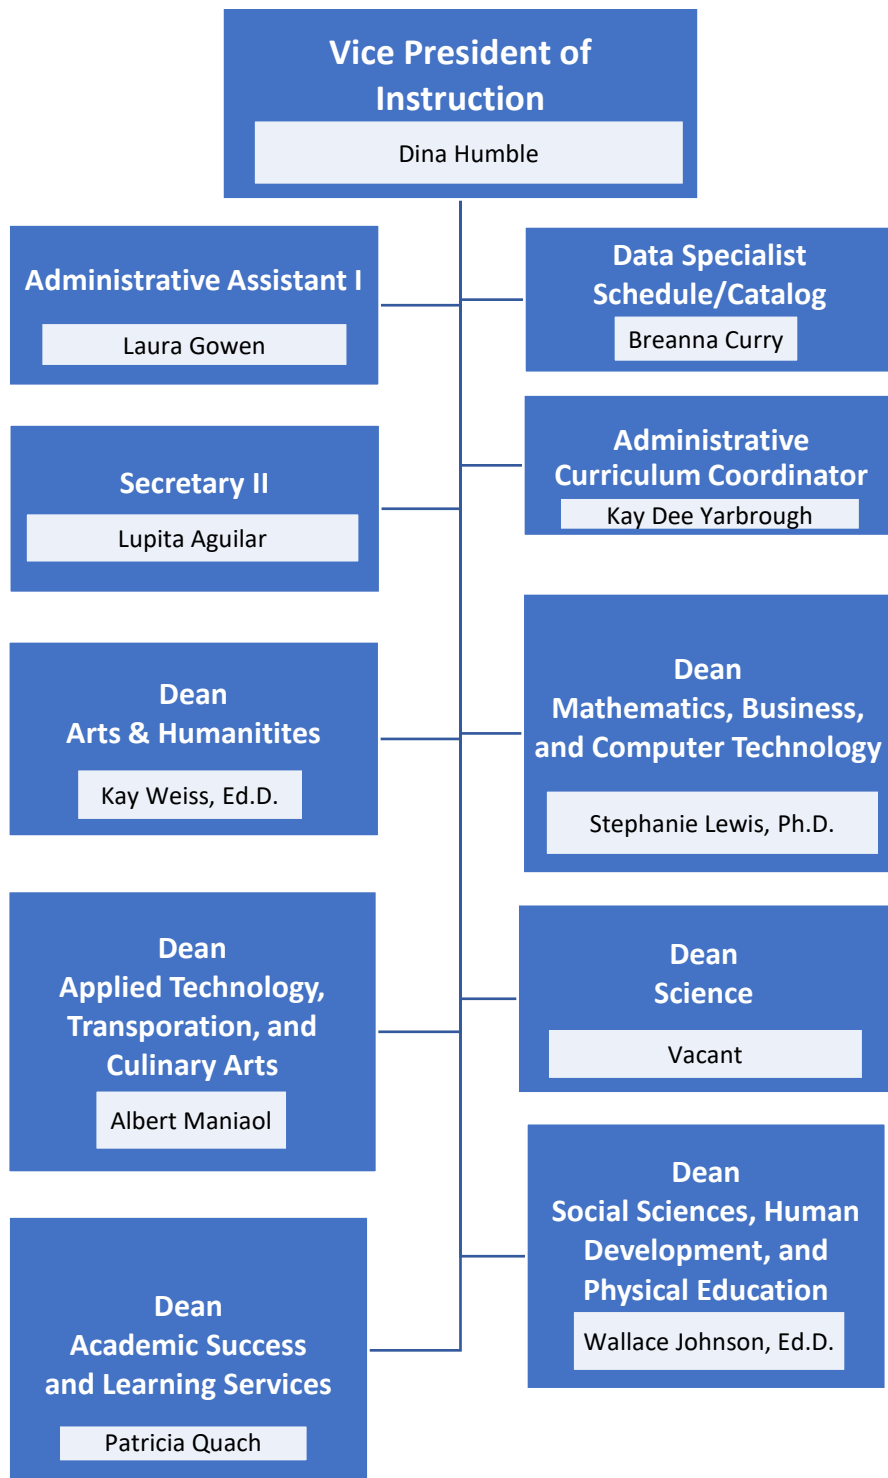 Vice President of
Instruction
Dina Humble
Administrative Assistant I
Laura Gowen
Data Specialist
Schedule/Catalog
Breanna Curry
Secretary II
Lupita Aguilar
Administrative
Curriculum Coordinator
Kay Dee Yarbrough
Dean
Arts & Humanitites
Kay Weiss, Ed.D.
Dean
Mathematics, Business,
and Computer Technology
Stephanie Lewis, Ph.D.
Dean
Applied Technology,
Transporation, and
Culinary Arts
Albert Maniaol
Dean
Science
Vacant
Dean
Social Sciences, Human
Development, and
Physical Education
Wallace Johnson, Ed.D.
Dean
Academic Success
and Learning Services
Patricia Quach